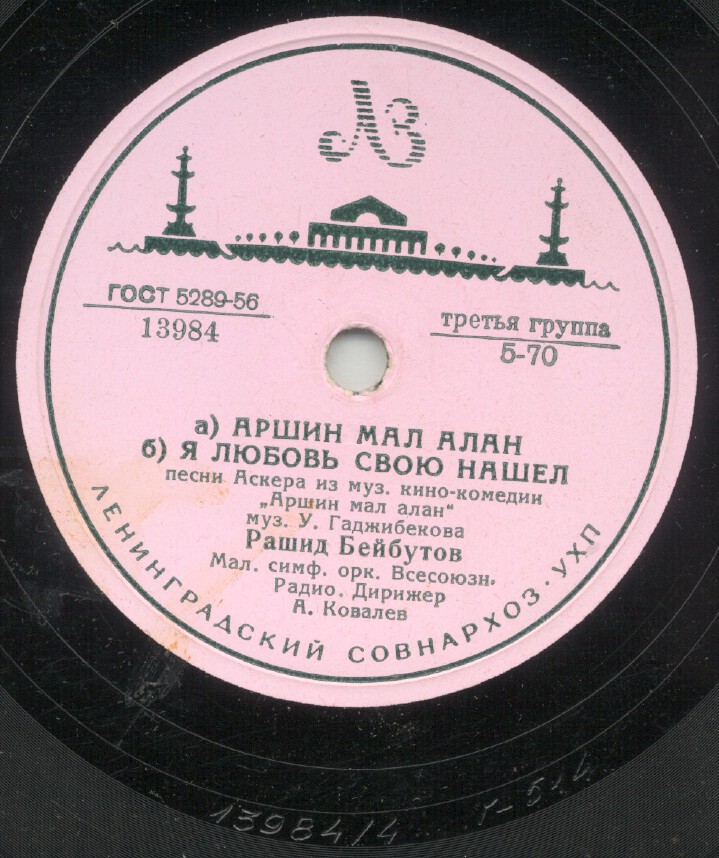 ЛЗ
ГОСТ 5289-56
13984
третья группа
5-70
а) АРШИН МАЛ АЛАН
б) Я ЛЮБОВЬ СВОЮ НАШЕЛ
песни Аскера из муз. кино-комедии
„Аршин мал алан“
муз. У. Гаджибекова
Рашид Бейбутов
Мал. симф. орк. Всесоюзн.
Радио. Дирижер
А. Ковалев
ЛЕНИНГРАДСКИЙ СОВНАРХОЗ · УХП
13984/4 г-514